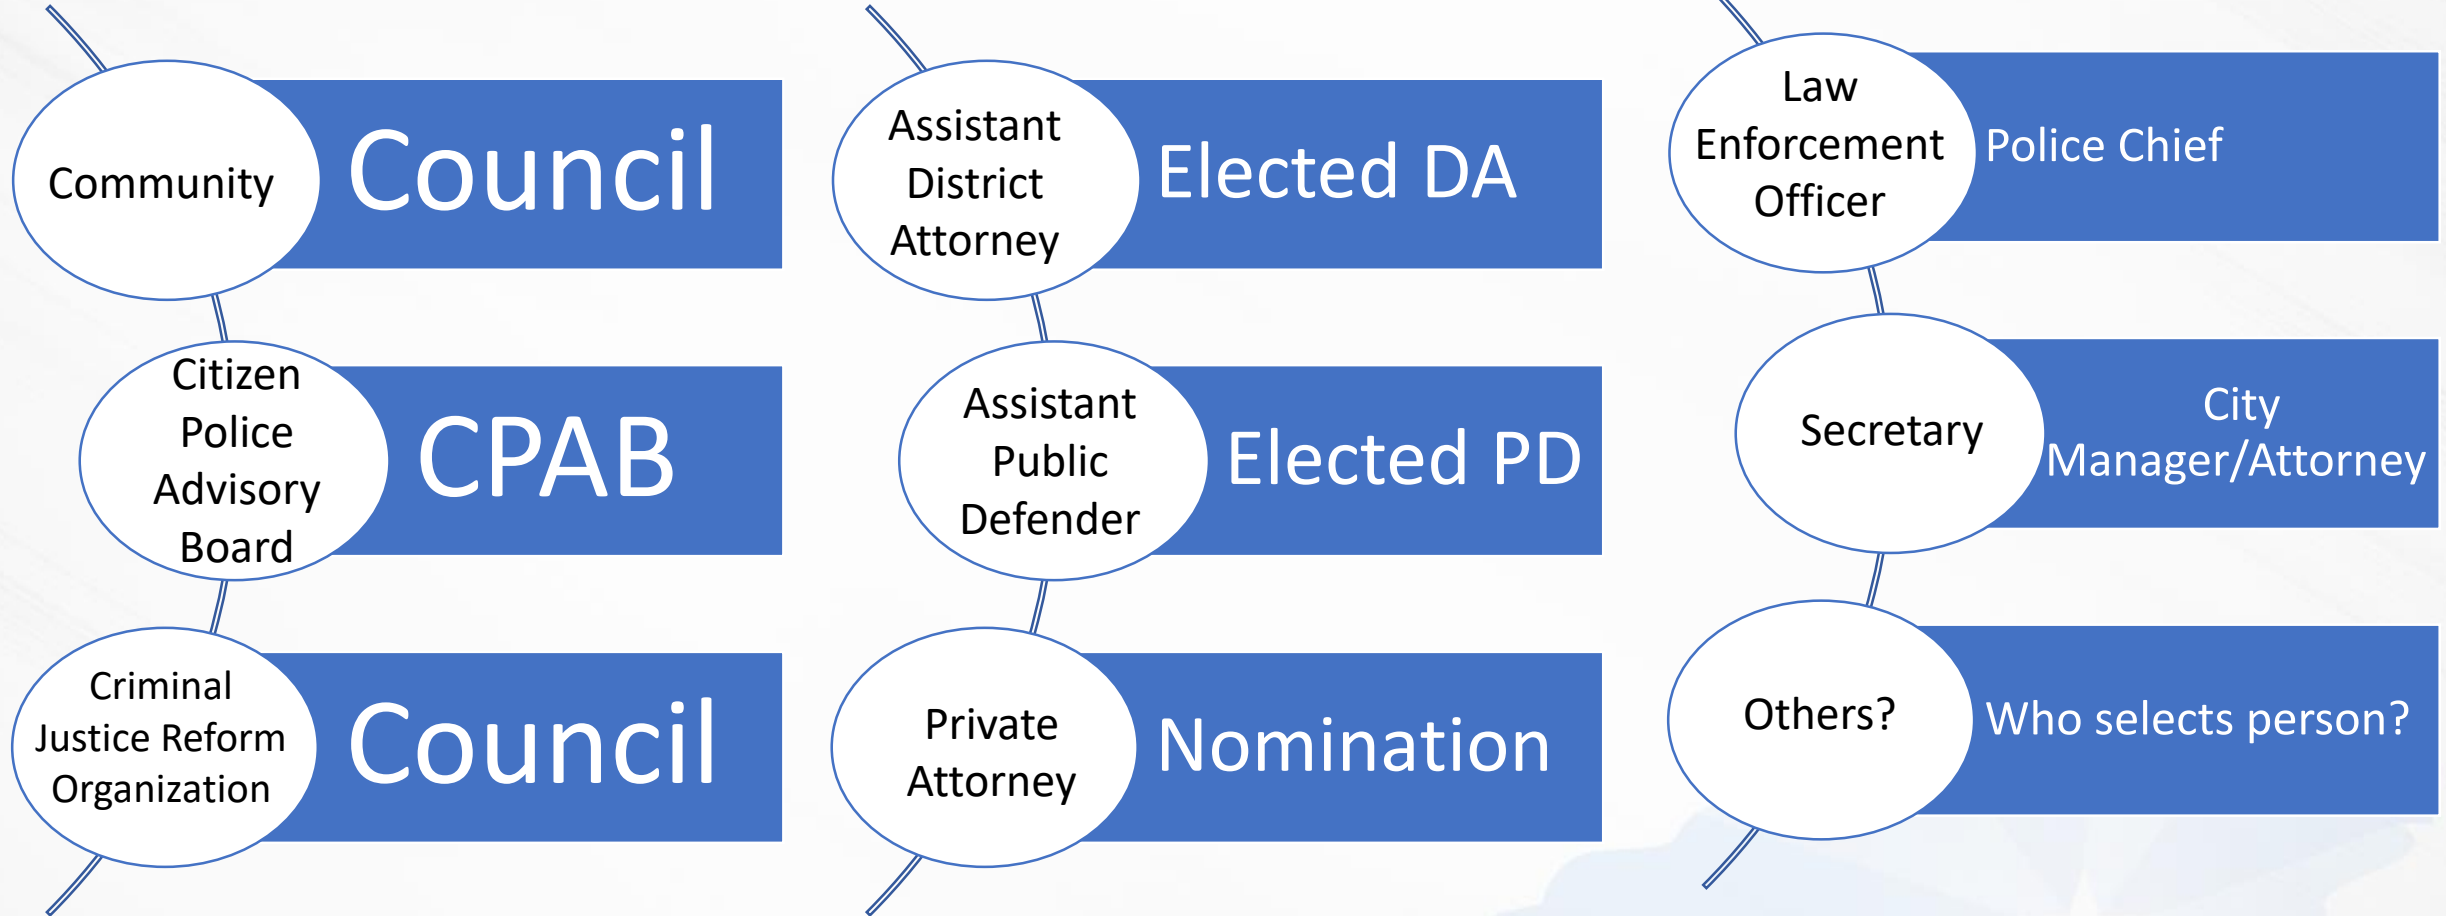 Community
Council
Citizen
Police
Advisory
Board
CPAB
Criminal
Justice Reform
Organization
Council
Assistant
District
Attorney
Elected DA
Assistant
Public
Defender
Elected PD
Private
Attorney
Nomination
Law
Enforcement
Officer
Police Chief
Secretary
City
Manager/Attorney
Others?
Who selects person?